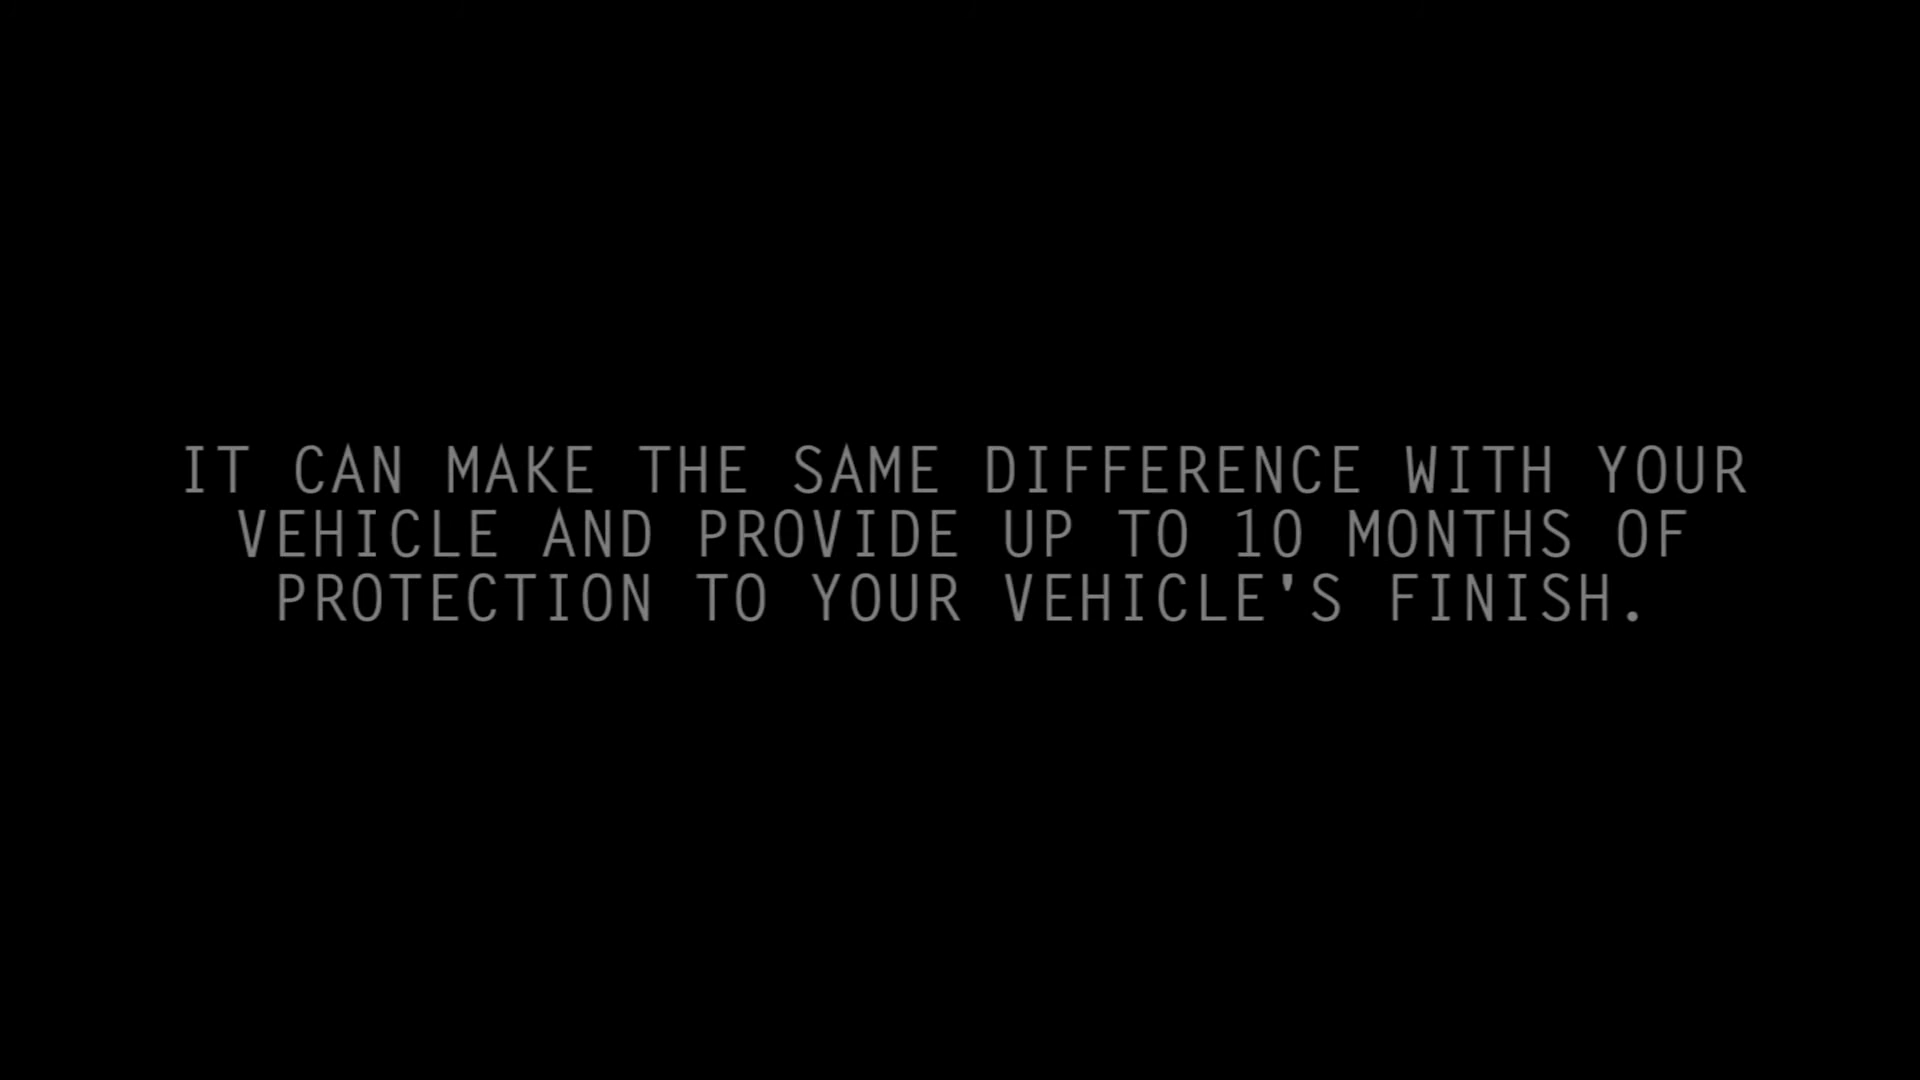 IT CAN MAKE THE SAME DIFFERENCE WITH YOUR
VEHICLE AND PROVIDE UP TO 10 MONTHS OF
PROTECTION TO YOUR VEHICLE'S FINISH.